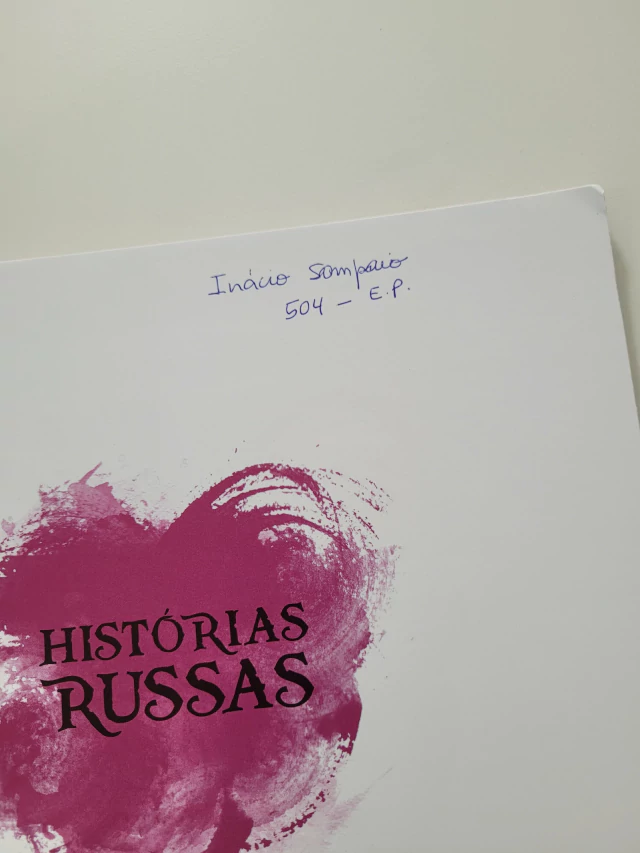 Inácio Sampaio
504 - E.P.
HISTÓRIAS
RUSSAS